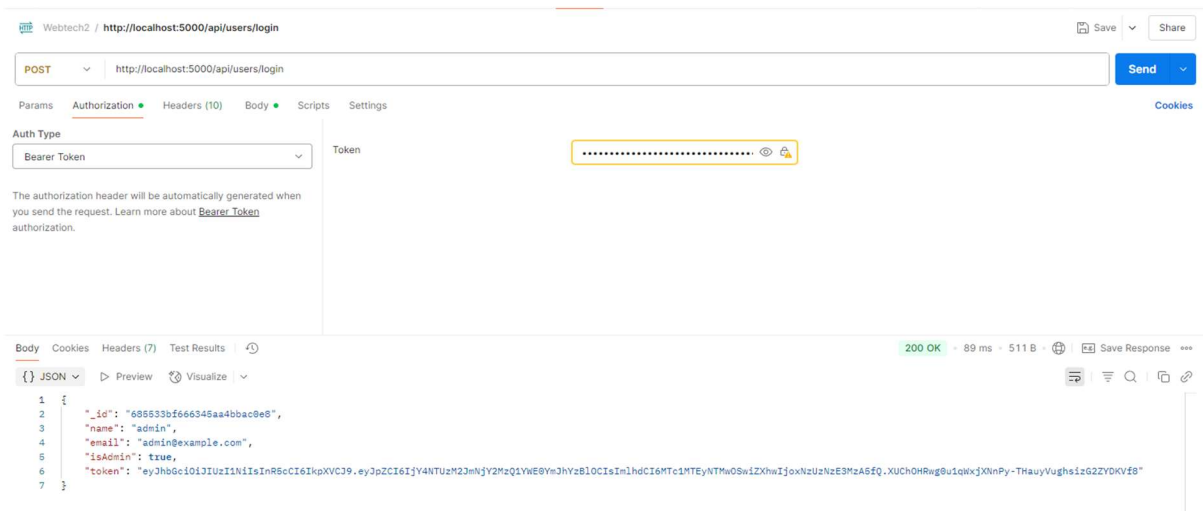 HTTP Webtech2 / http://localhost:5000/api/users/login Save Share
POST http://localhost:5000/api/users/login Send
Params Authorization Headers (10) Body Scripts Settings Cookies
Auth Type
Bearer Token
Token
The authorization header will be automatically generated when
you send the request. Learn more about Bearer Token
authorization.
Body Cookies Headers (7) Test Results 200 OK 89 ms 511 B Save Response
{} JSON Preview Visualize
1 {
2 "_id": "685533bf666345aa4bbac0e8",
3 "name": "admin",
4 "email": "admin@example.com",
5 "isAdmin": true,
6 "token":
7 }